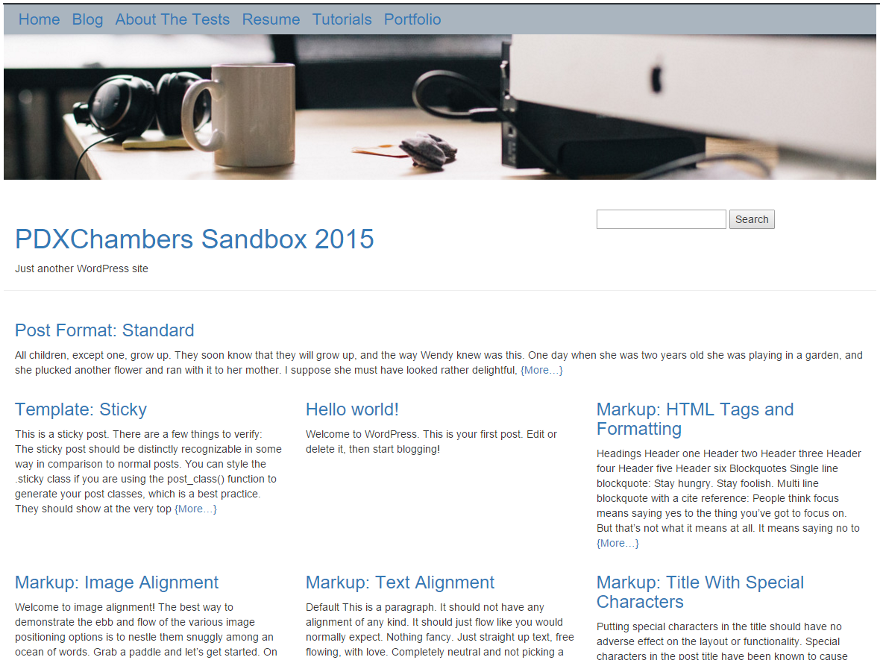 Home Blog About The Tests Resume Tutorials Portfolio
Search
PDXChambers Sandbox 2015
Just another WordPress site
Post Format: Standard
All children, except one, grow up. They soon know that they will grow up, and the way Wendy knew was this. One day when she was two years old she was playing in a garden, and
she plucked another flower and ran with it to her mother. I suppose she must have looked rather delightful, {More…}
Template: Sticky
This is a sticky post. There are a few things to verify:
The sticky post should be distinctly recognizable in some
way in comparison to normal posts. You can style the
.sticky class if you are using the post_class() function to
generate your post classes, which is a best practice.
They should show at the very top {More…}
Hello world!
Welcome to WordPress. This is your first post. Edit or
delete it, then start blogging!
Markup: HTML Tags and
Formatting
Headings Header one Header two Header three Header
four Header five Header six Blockquotes Single line
blockquote: Stay hungry. Stay foolish. Multi line
blockquote with a cite reference: People think focus
means saying yes to the thing you've got to focus on.
But that's not what it means at all. It means saying no to
{More…}
Markup: Image Alignment
Welcome to image alignment! The best way to
demonstrate the ebb and flow of the various image
positioning options is to nestle them snuggly among an
ocean of words. Grab a paddle and let's get started. On
Markup: Text Alignment
Default This is a paragraph. It should not have any
alignment of any kind. It should just flow like you would
normally expect. Nothing fancy. Just straight up text, free
flowing, with love. Completely neutral and not picking a
Markup: Title With Special
Characters
Putting special characters in the title should have no
adverse effect on the layout or functionality. Special
characters in the post title have been known to cause